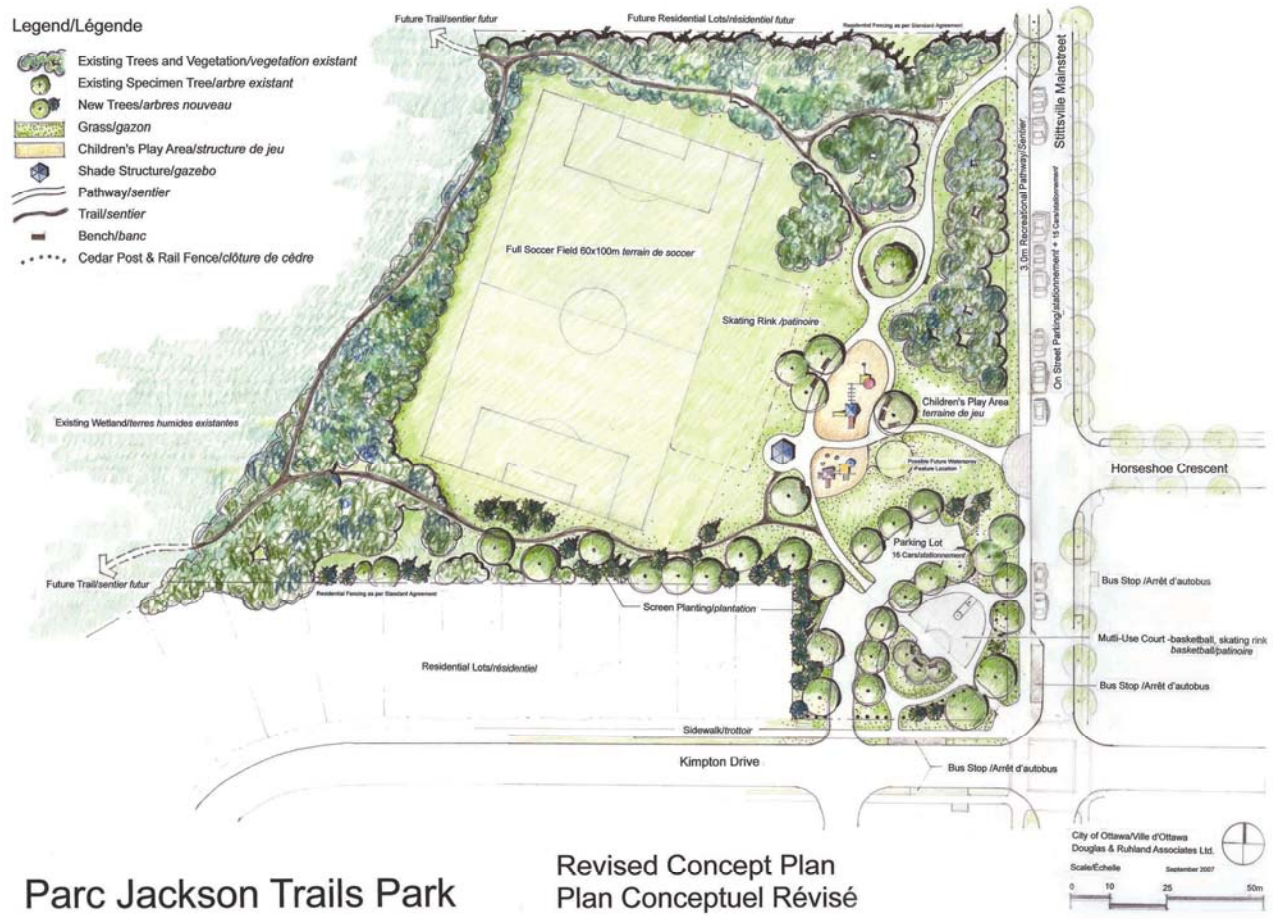 Legend/Légende
Existing Trees and Vegetation/vegetation existant
Existing Specimen Tree/arbre existant
New Trees/arbres nouveau
Grass/gazon
Children's Play Area/structure de jeu
Shade Structure/gazebo
Pathway/sentier
Trail/sentier
Bench/banc
Cedar Post & Rail Fence/clôture de cèdre
Future Trail/sentier futur
Future Residential Lots/résidentiel futur
Residential Fencing as per Standard Agreement
Stittsville Mainstreet
3.0m Recreational Pathway/Sentier
On Street Parking/stationnement + 15 Cars/stationnement
Full Soccer Field 60x100m terrain de soccer
Skating Rink /patinoire
Children's Play Area
terraine de jeu
Existing Wetland/terres humides existantes
Possible Future Waterspray
Feature Location
Horseshoe Crescent
Parking Lot
16 Cars/stationnement
Future Trail/sentier futur
Residential Fencing as per Standard Agreement
Bus Stop /Arrêt d'autobus
Screen Planting/plantation
Mutli-Use Court -basketball, skating rink
basketball/patinoire
Residential Lots/résidentiel
Bus Stop /Arrêt d'autobus
Sidewalk/trottoir
Kimpton Drive
Bus Stop /Arrêt d'autobus
City of Ottawa/Ville d'Ottawa
Douglas & Ruhland Associates Ltd.
Scale/Échelle
September 2007
0 10 25 50m
Parc Jackson Trails Park
Revised Concept Plan
Plan Conceptuel Révisé